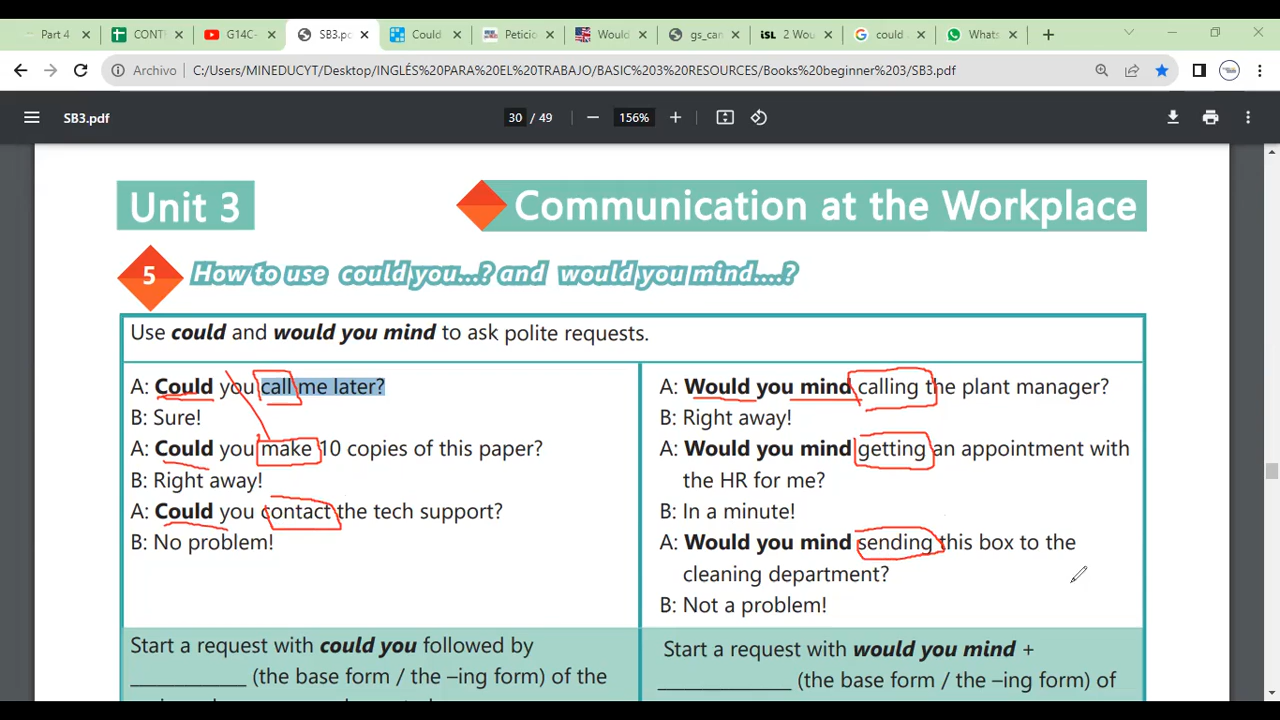 Part 4
CONT
G14C-
SB3.pc
Could
Peticio
Would
gs_can
iSL 2 Wou
could
Whats
Archivo C:/Users/MINEDUCYT/Desktop/INGLÉS%20PARA%20EL%20TRABAJO/BASIC%203%20RESOURCES/Books%20beginner%203/SB3.pdf
SB3.pdf
30 / 49
156%
Unit 3
Communication at the Workplace
5 How to use could you...? and would you mind....?
Use could and would you mind to ask polite requests.
A: Could you call me later?
B: Sure!
A: Could you make 10 copies of this paper?
B: Right away!
A: Could you contact the tech support?
B: No problem!
A: Would you mind calling the plant manager?
B: Right away!
A: Would you mind getting an appointment with
the HR for me?
B: In a minute!
A: Would you mind sending this box to the
cleaning department?
B: Not a problem!
Start a request with could you followed by
___________ (the base form / the –ing form) of the
Start a request with would you mind +
_____________ (the base form / the –ing form) of